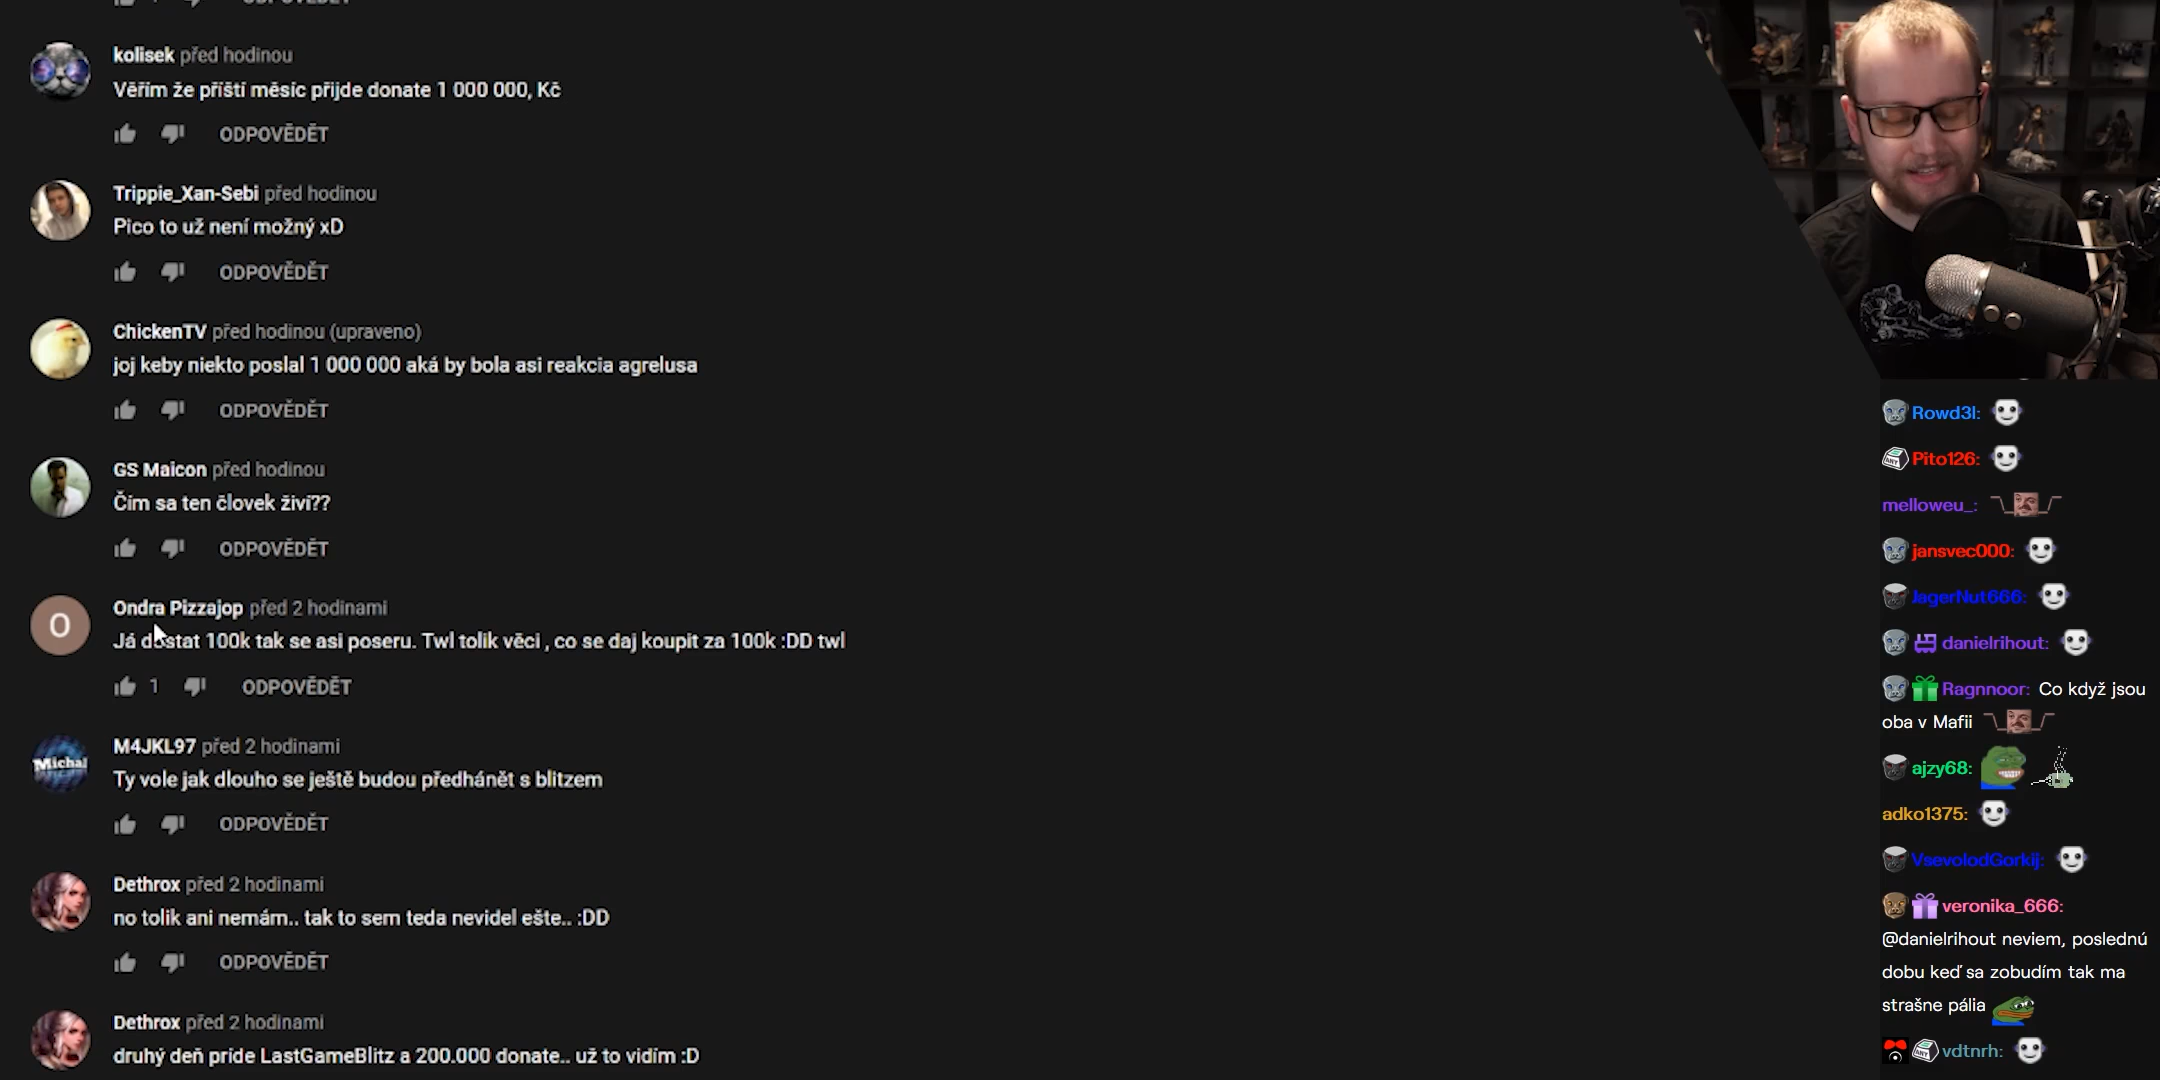 ODPOVĚDĚT
kolisek před hodinou
Věřím že příští měsíc přijde donate 1 000 000, Kč
ODPOVĚDĚT
Trippie_Xan-Sebi před hodinou
Pico to už není možný xD
ODPOVĚDĚT
ChickenTV před hodinou (upraveno)
joj keby niekto poslal 1 000 000 aká by bola asi reakcia agrelusa
ODPOVĚDĚT
GS Maicon před hodinou
Čím sa ten človek živí??
ODPOVĚDĚT
O
Ondra Pizzajop před 2 hodinami
Já dostat 100k tak se asi poseru. Twl tolik věci , co se daj koupit za 100k :DD twl
1 ODPOVĚDĚT
Michal
M4JKL97 před 2 hodinami
Ty vole jak dlouho se ještě budou předhánět s blitzem
ODPOVĚDĚT
Dethrox před 2 hodinami
no tolik ani nemám.. tak to sem teda nevidel ešte.. :DD
ODPOVĚDĚT
Dethrox před 2 hodinami
druhý deň pride LastGameBlitz a 200.000 donate.. už to vidím :D
Rowd3l:
Pito126:
melloweu_:
jansvec000:
JagerNut666:
danielrihout:
Ragnnoor: Co když jsou
oba v Mafii
ajzy68:
adko1375:
VsevolodGorkij:
veronika_666:
@danielrihout neviem, poslednú
dobu keď sa zobudím tak ma
strašne pália
vdtnrh: